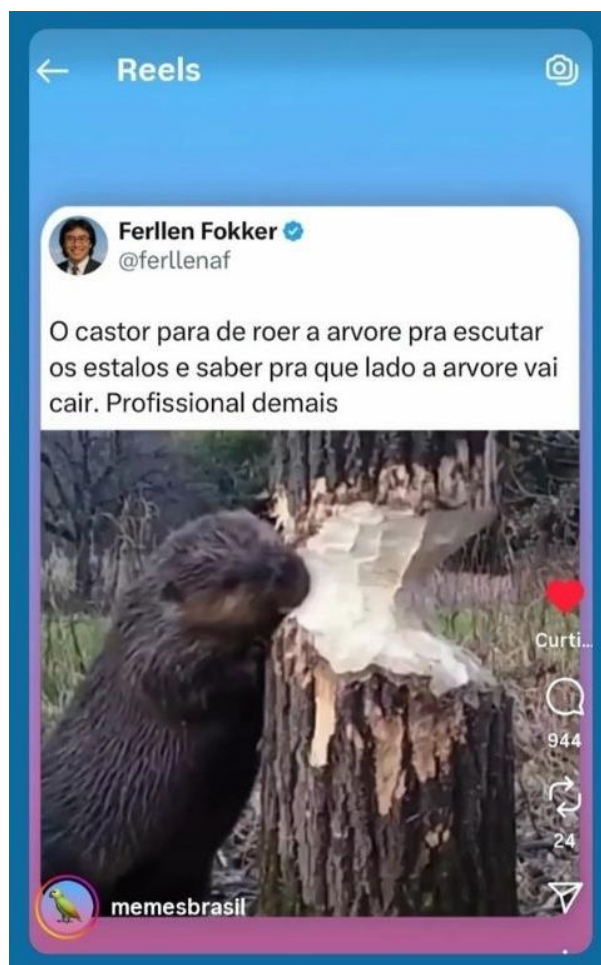 Reels
Ferllen Fokker
@ferllenaf
O castor para de roer a arvore pra escutar
os estalos e saber pra que lado a arvore vai
cair. Profissional demais
Curti...
944
24
memesbrasil